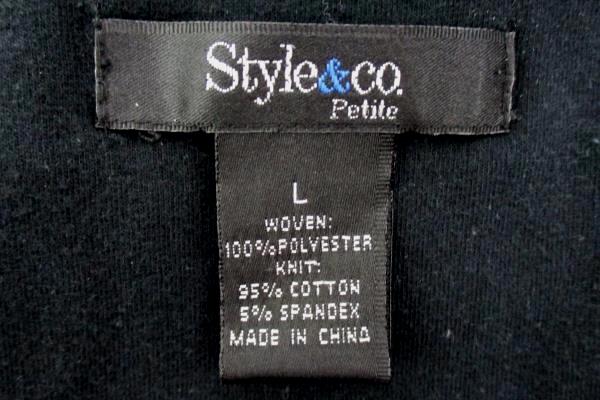 Style&co.
Petite
L
WOVEN:
100% POLYESTER
KNIT:
95% COTTON
5% SPANDEX
MADE IN CHINA